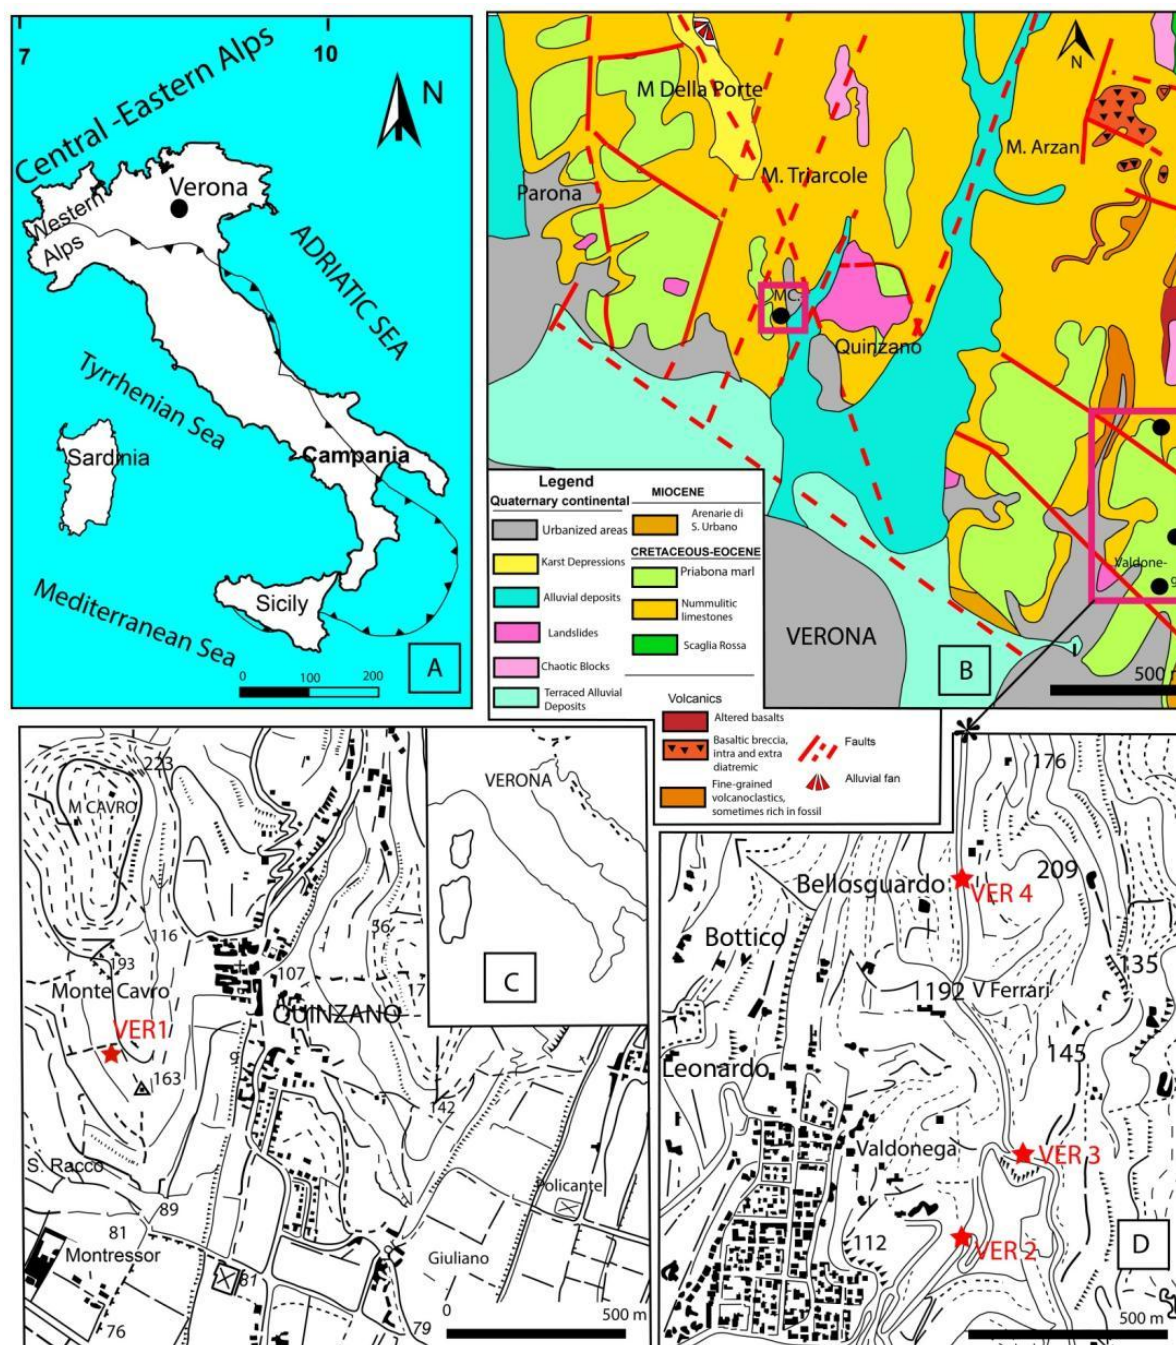 7
10
Central -Eastern Alps
N
Verona
Western
Alps
ADRIATIC SEA
Tyrrhenian Sea
Sardinia
Campania
Mediterranean Sea
Sicily
A
0 100 200
M Della Porte
N
M. Arzan
M. Triarcole
Parona
MC.
Quinzano
Valdone-
g
VERONA
B
500 m
Legend
Quaternary continental
Urbanized areas
Karst Depressions
Alluvial deposits
Landslides
Chaotic Blocks
Terraced Alluvial
Deposits
MIOCENE
Arenarie di
S. Urbano
CRETACEOUS-EOCENE
Priabona marl
Nummulitic
limestones
Scaglia Rossa
Volcanics
Altered basalts
Basaltic breccia,
intra and extra
diatremic
Fine-grained
volcanoclastics,
sometimes rich in fossil
Faults
Alluvial fan
223
M CAVRO
116
193
Monte Cavro
VER1
163
S. Racco
89
81
Montressor
76
107
QUINZANO
56
17
9
142
Policante
Giuliano
81
79
0
500 m
VERONA
C
176
Bellosguardo
VER 4
209
Bottico
135
1192
V Ferrari
145
Leonardo
Valdonega
VER 3
112
VER 2
D
500 m